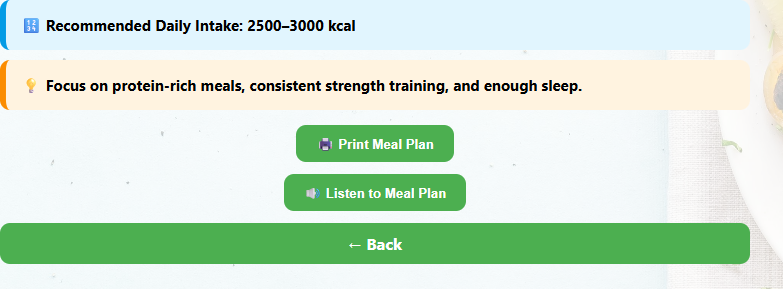 🔢 Recommended Daily Intake: 2500–3000 kcal
💡 Focus on protein-rich meals, consistent strength training, and enough sleep.
🖨️ Print Meal Plan
🔊 Listen to Meal Plan
← Back